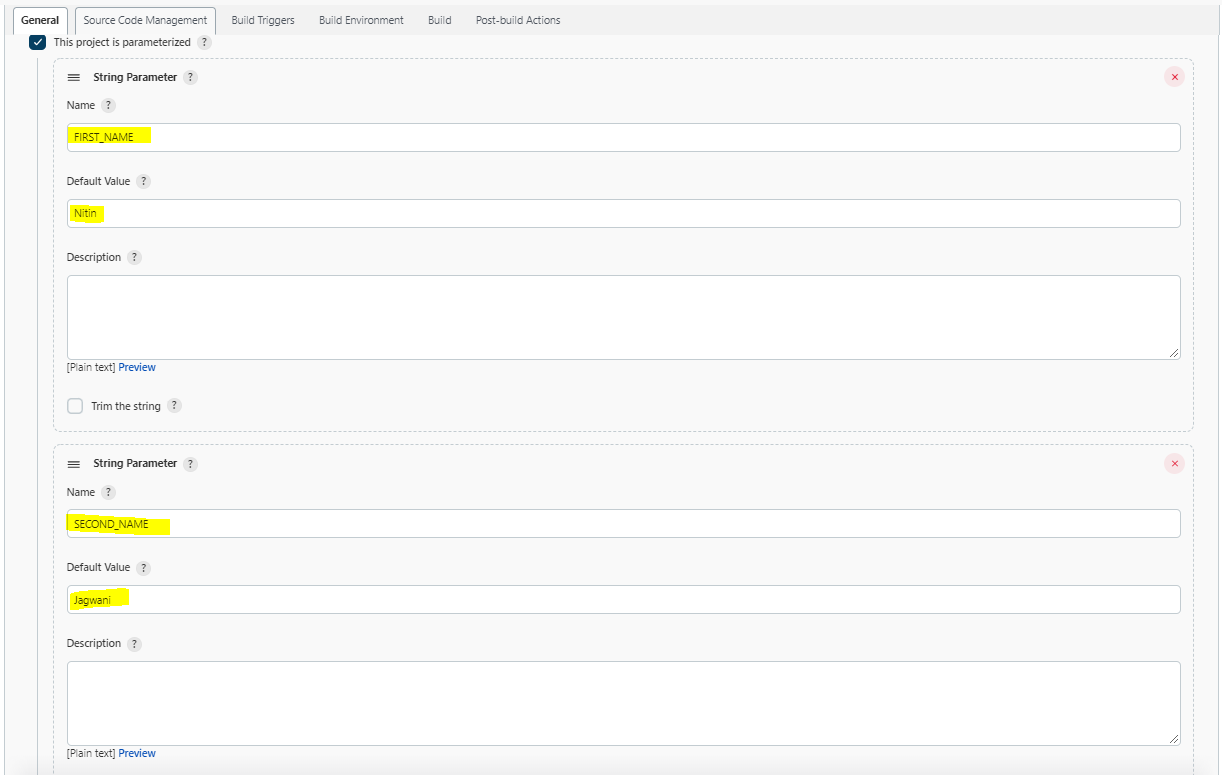 General Source Code Management Build Triggers Build Environment Build Post-build Actions
This project is parameterized ?
String Parameter ?
Name ?
FIRST_NAME
Default Value ?
Nitin
Description ?
[Plain text] Preview
Trim the string ?
String Parameter ?
Name ?
SECOND_NAME
Default Value ?
Jagwani
Description ?
[Plain text] Preview